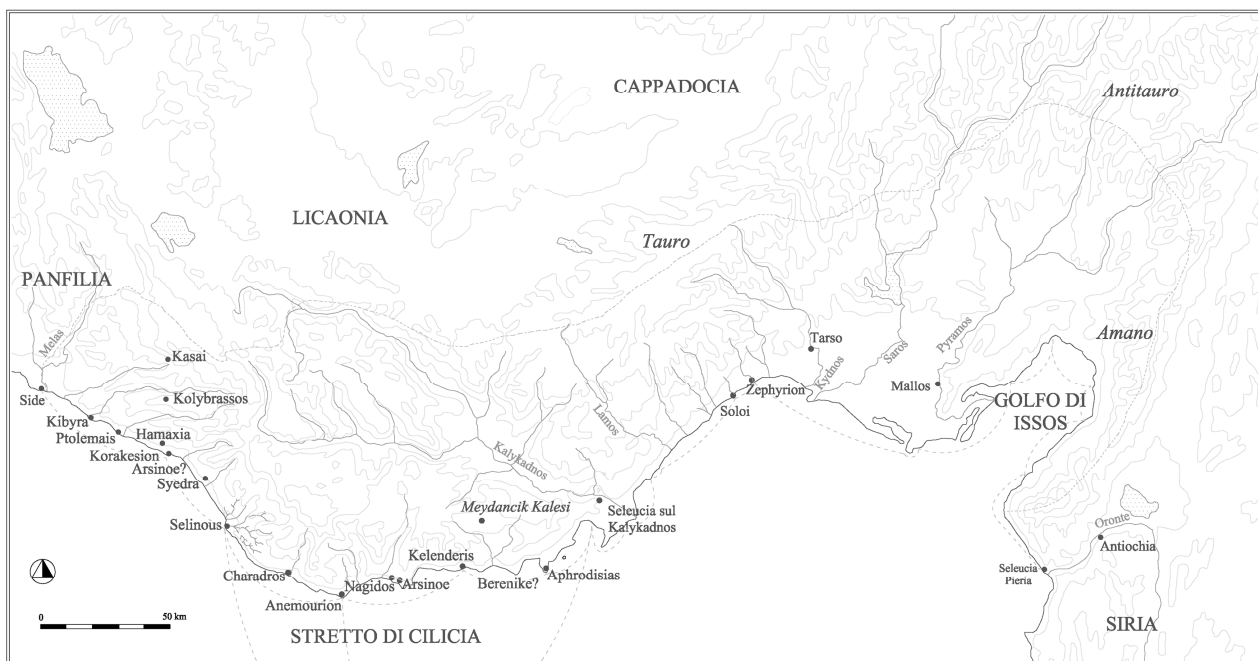 CAPPADOCIA
Antitauro
LICAONIA
Tauro
PANFILIA
Melas
Kasai
Tarso
Amano
Saros
Pyramos
Kydnos
Side
Kolybrassos
Zephyrion
Mallos
Soloi
GOLFO DI
ISSOS
Kibyra
Ptolemais
Hamaxia
Korakesion
Arsinoe?
Syedra
Lamos
Kalykadnos
Meydancik Kalesi
Seleucia sul
Kalykadnos
Selinous
Oronte
Antiochia
Charadros
Nagidos
Arsinoe
Kelenderis
Berenike?
Aphrodisias
Seleucia
Pieria
Anemourion
0
50 km
STRETTO DI CILICIA
SIRIA